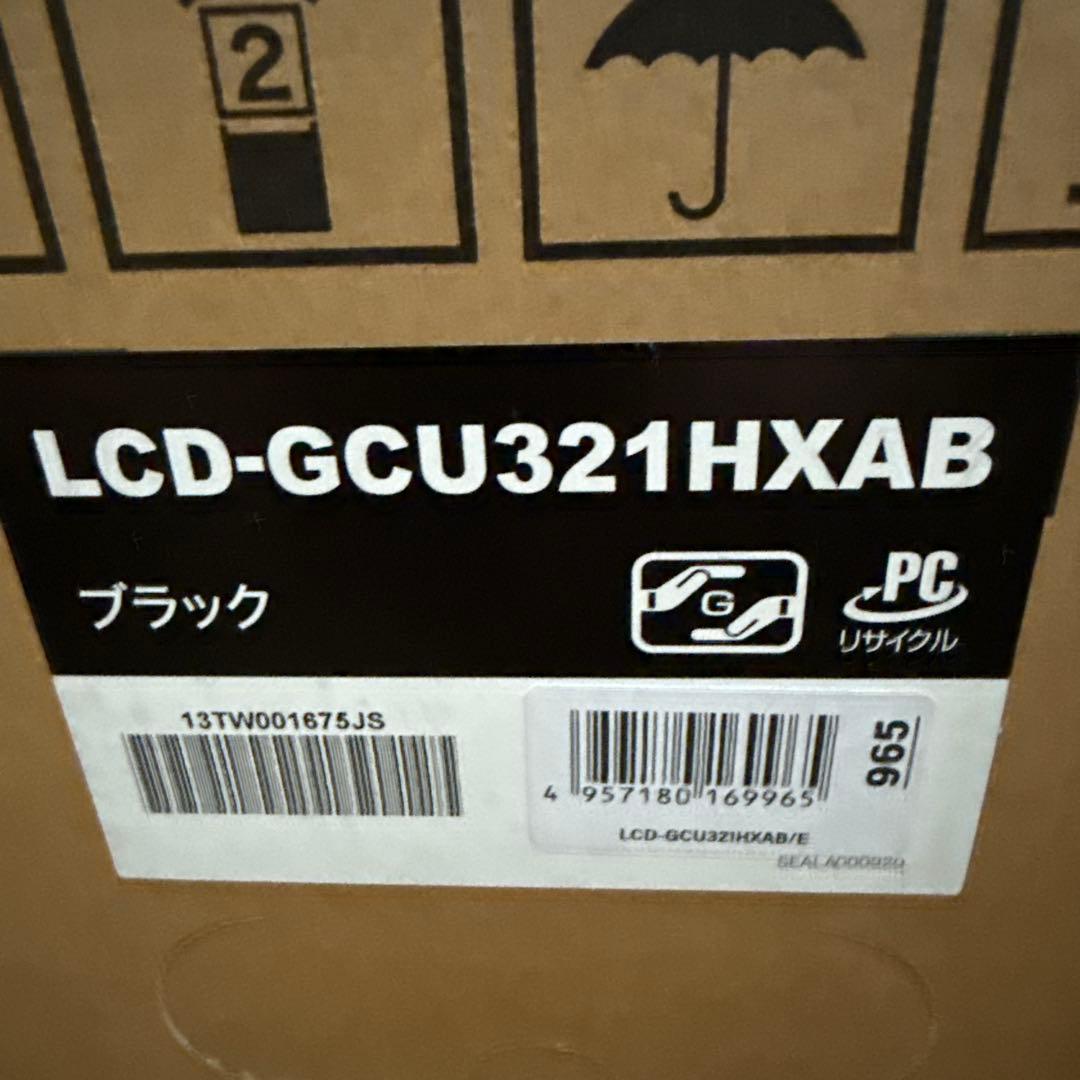 2
LCD-GCU321HXAB
ブラック
G
PC
リサイクル
13TW001675JS
965
4 957180 169965
LCD-GCU321HXAB/E
SEALA000929